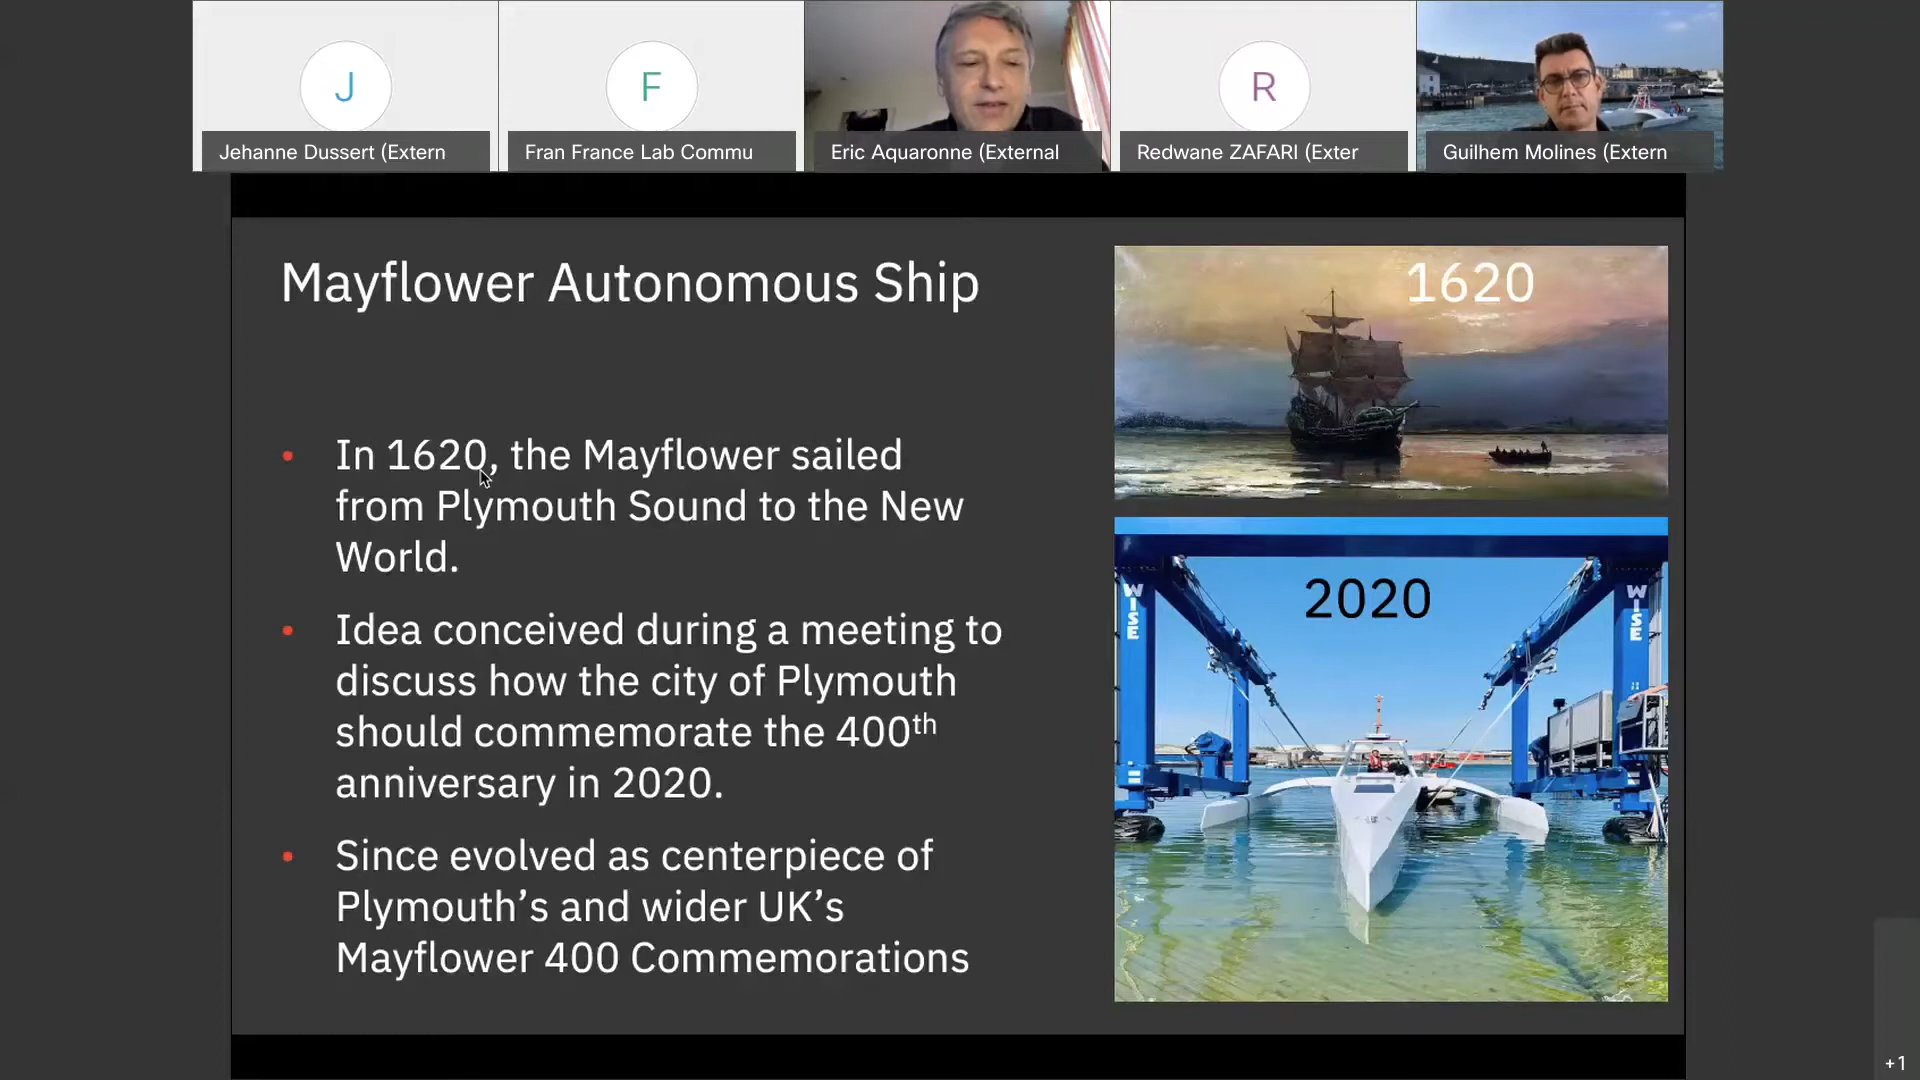 J
F
R
Jehanne Dussert (Extern
Fran France Lab Commu
Eric Aquaronne (External
Redwane ZAFARI (Exter
Guilhem Molines (Extern
Mayflower Autonomous Ship
• In 1620, the Mayflower sailed
from Plymouth Sound to the New
World.
• Idea conceived during a meeting to
discuss how the city of Plymouth
should commemorate the 400th
anniversary in 2020.
• Since evolved as centerpiece of
Plymouth’s and wider UK’s
Mayflower 400 Commemorations
1620
2020
WISE
WISE
+1